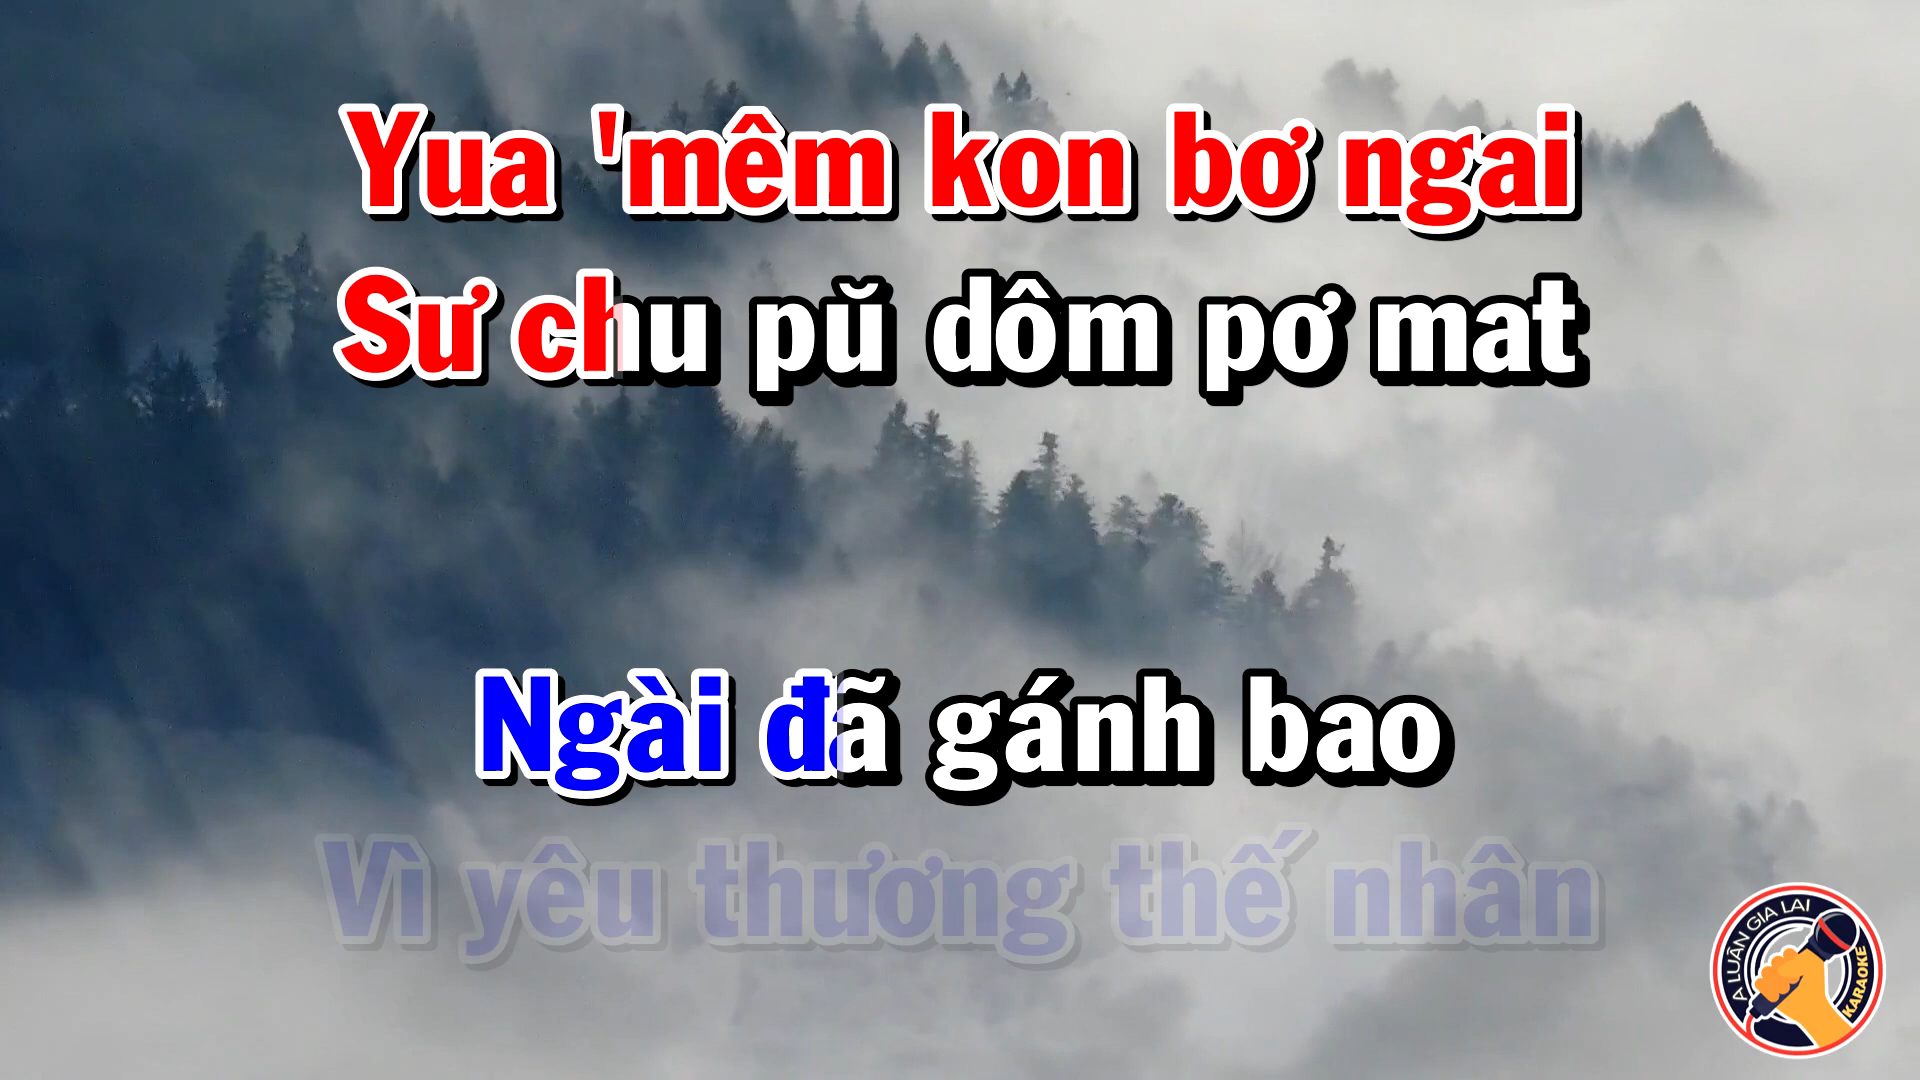 Yua 'mêm kon bơ ngai
Sư chu pŭ dôm pơ mat
Ngài đã gánh bao
Vì yêu thương thế nhân
A LUÂN GIA LAI
KARAOKE